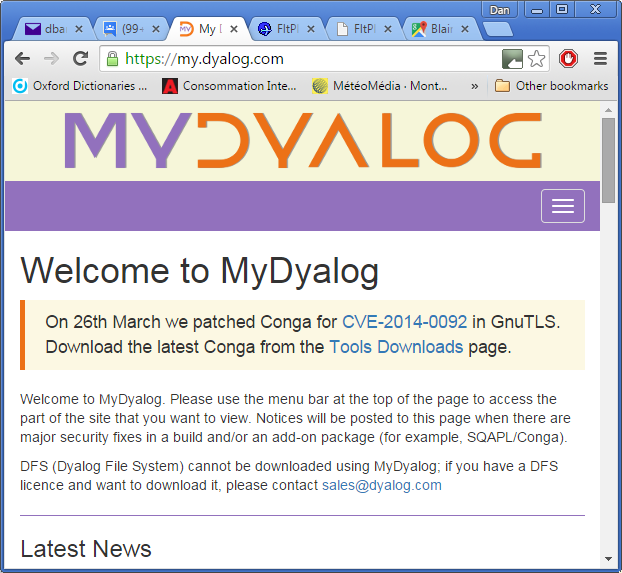 Dan
dba
(99+
My D
FltPl
FltPl
Blair
https://my.dyalog.com
Oxford Dictionaries ...
Consommation Inte...
MétéoMédia · Mont...
»
Other bookmarks
MYDYALOG
Welcome to MyDyalog
On 26th March we patched Conga for CVE-2014-0092 in GnuTLS.
Download the latest Conga from the Tools Downloads page.
Welcome to MyDyalog. Please use the menu bar at the top of the page to access the
part of the site that you want to view. Notices will be posted to this page when there are
major security fixes in a build and/or an add-on package (for example, SQAPL/Conga).
DFS (Dyalog File System) cannot be downloaded using MyDyalog; if you have a DFS
licence and want to download it, please contact sales@dyalog.com
Latest News